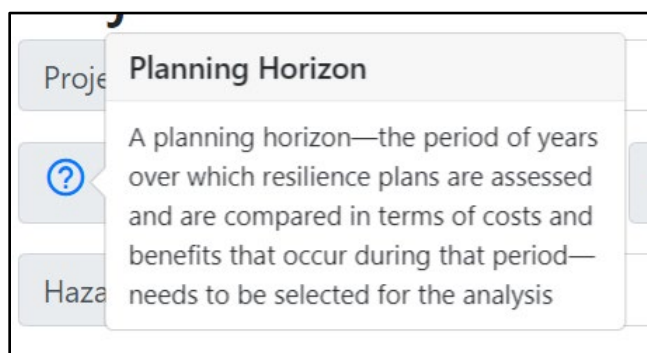 Proje
Planning Horizon
A planning horizon—the period of years
over which resilience plans are assessed
and are compared in terms of costs and
benefits that occur during that period—
needs to be selected for the analysis
?
Haza